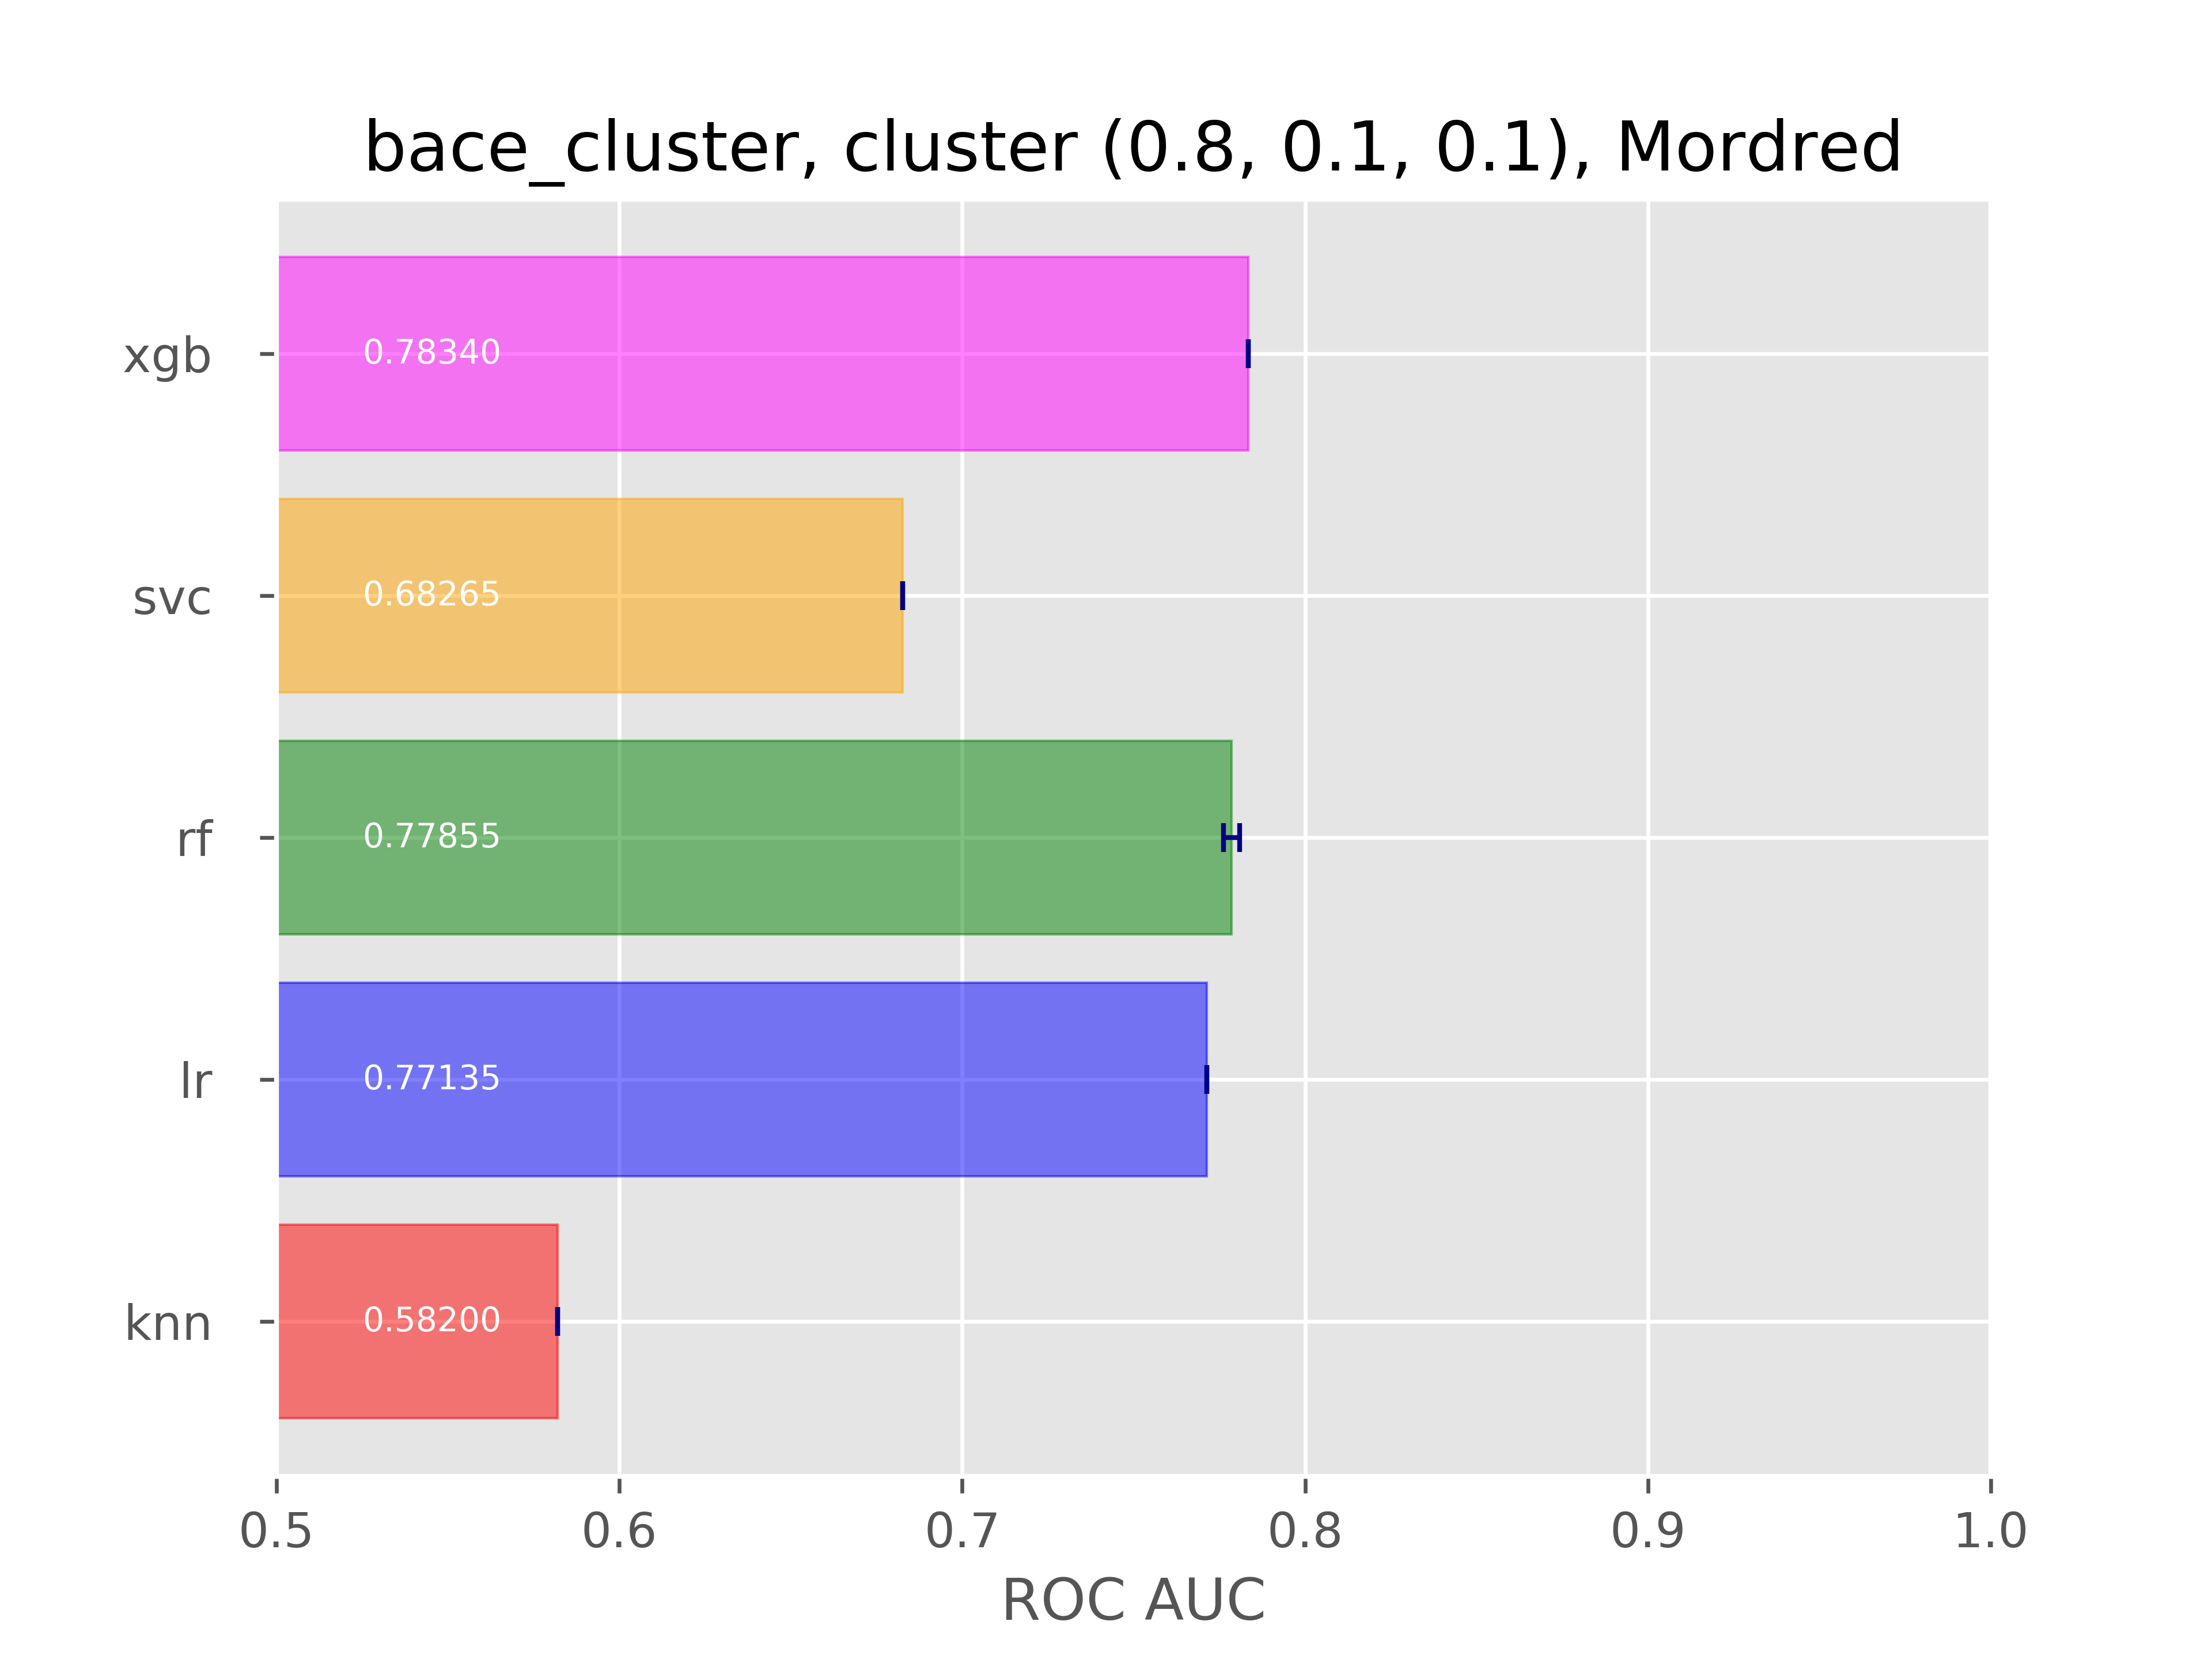 bace_cluster, cluster (0.8, 0.1, 0.1), Mordred
xgb
0.78340
svc
0.68265
rf
0.77855
lr
0.77135
knn
0.58200
0.5 0.6 0.7 0.8 0.9 1.0
ROC AUC